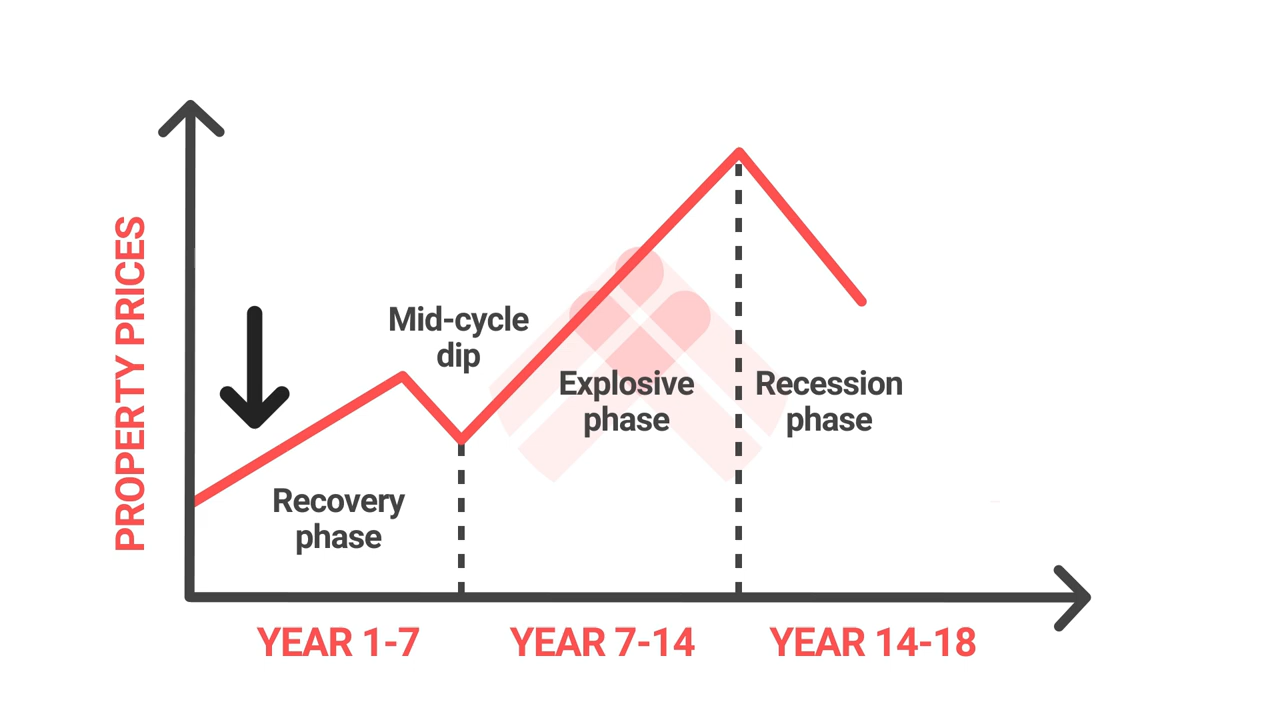 PROPERTY PRICES
Mid-cycle
dip
Explosive
phase
Recession
phase
Recovery
phase
YEAR 1-7
YEAR 7-14
YEAR 14-18